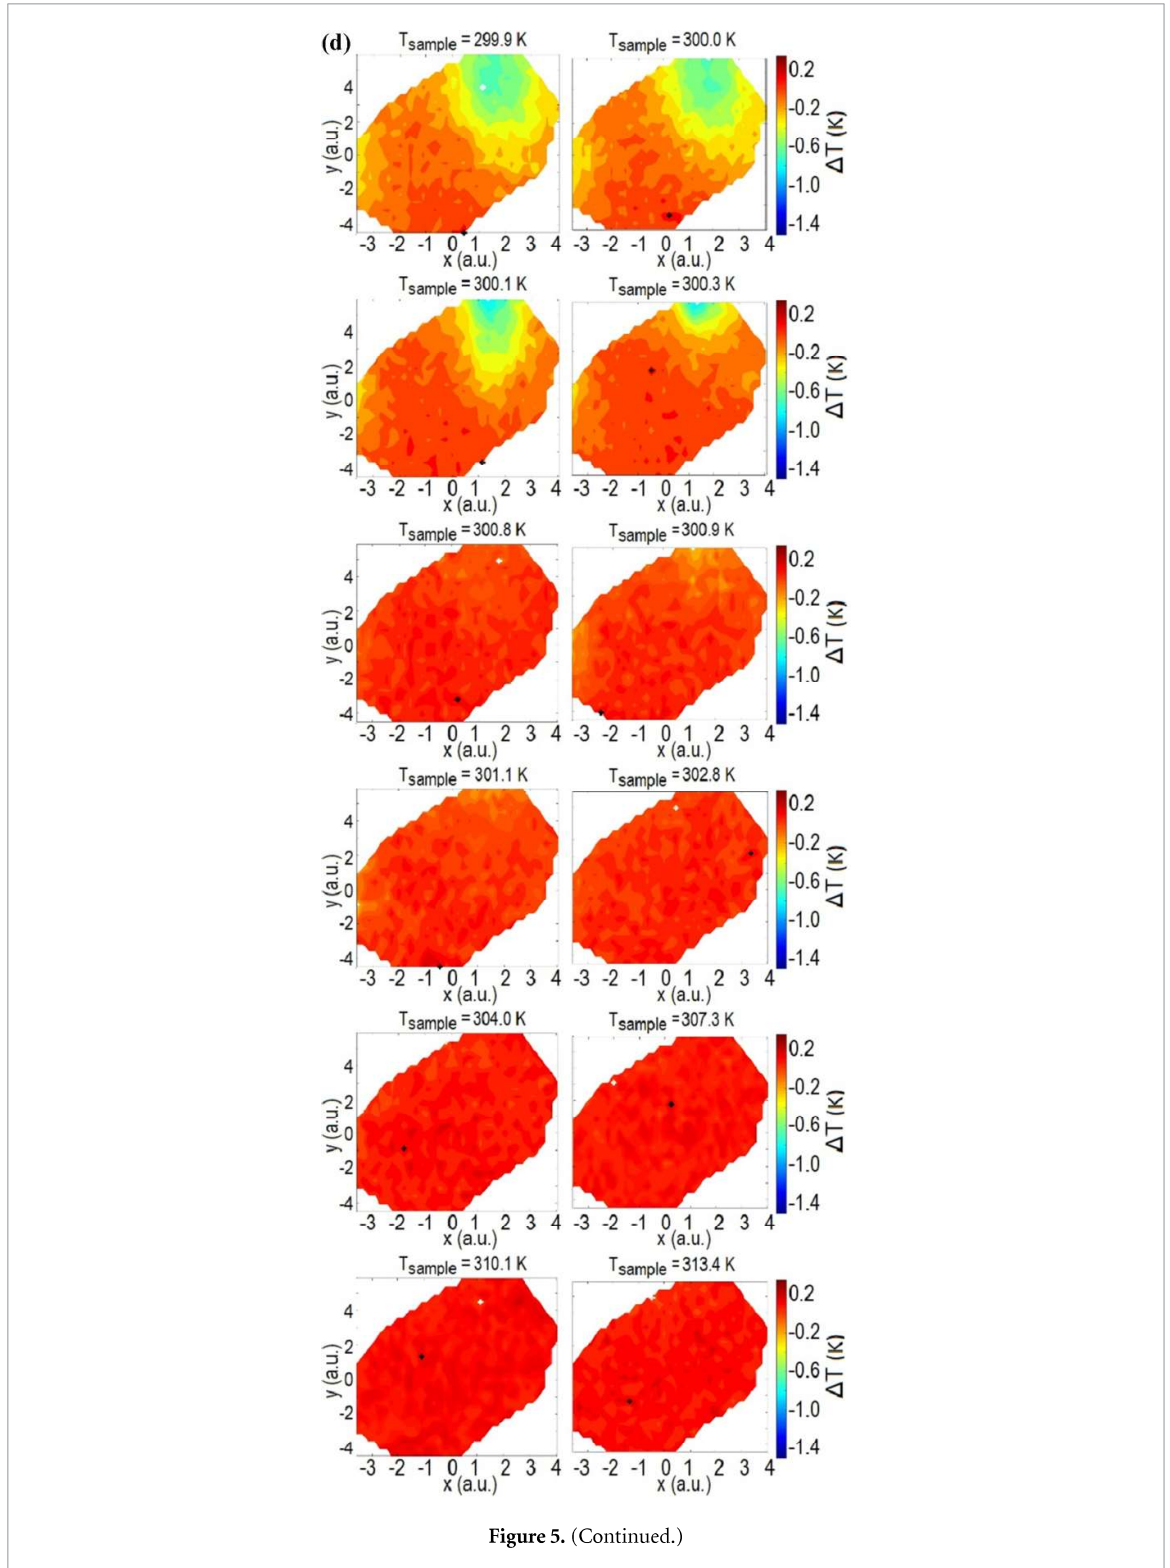 (d)
T_sample = 299.9 K
T_sample = 300.0 K
y (a.u.)
4
2
0
-2
-4
-3 -2 -1 0 1 2 3 4
x (a.u.)
-3 -2 -1 0 1 2 3 4
x (a.u.)
0.2
-0.2
-0.6
-1.0
-1.4
ΔT (K)
T_sample = 300.1 K
T_sample = 300.3 K
y (a.u.)
4
2
0
-2
-4
-3 -2 -1 0 1 2 3 4
x (a.u.)
-3 -2 -1 0 1 2 3 4
x (a.u.)
0.2
-0.2
-0.6
-1.0
-1.4
ΔT (K)
T_sample = 300.8 K
T_sample = 300.9 K
y (a.u.)
4
2
0
-2
-4
-3 -2 -1 0 1 2 3 4
x (a.u.)
-3 -2 -1 0 1 2 3 4
x (a.u.)
0.2
-0.2
-0.6
-1.0
-1.4
ΔT (K)
T_sample = 301.1 K
T_sample = 302.8 K
y (a.u.)
4
2
0
-2
-4
-3 -2 -1 0 1 2 3 4
x (a.u.)
-3 -2 -1 0 1 2 3 4
x (a.u.)
0.2
-0.2
-0.6
-1.0
-1.4
ΔT (K)
T_sample = 304.0 K
T_sample = 307.3 K
y (a.u.)
4
2
0
-2
-4
-3 -2 -1 0 1 2 3 4
x (a.u.)
-3 -2 -1 0 1 2 3 4
x (a.u.)
0.2
-0.2
-0.6
-1.0
-1.4
ΔT (K)
T_sample = 310.1 K
T_sample = 313.4 K
y (a.u.)
4
2
0
-2
-4
-3 -2 -1 0 1 2 3 4
x (a.u.)
-3 -2 -1 0 1 2 3 4
x (a.u.)
0.2
-0.2
-0.6
-1.0
-1.4
ΔT (K)
Figure 5. (Continued.)